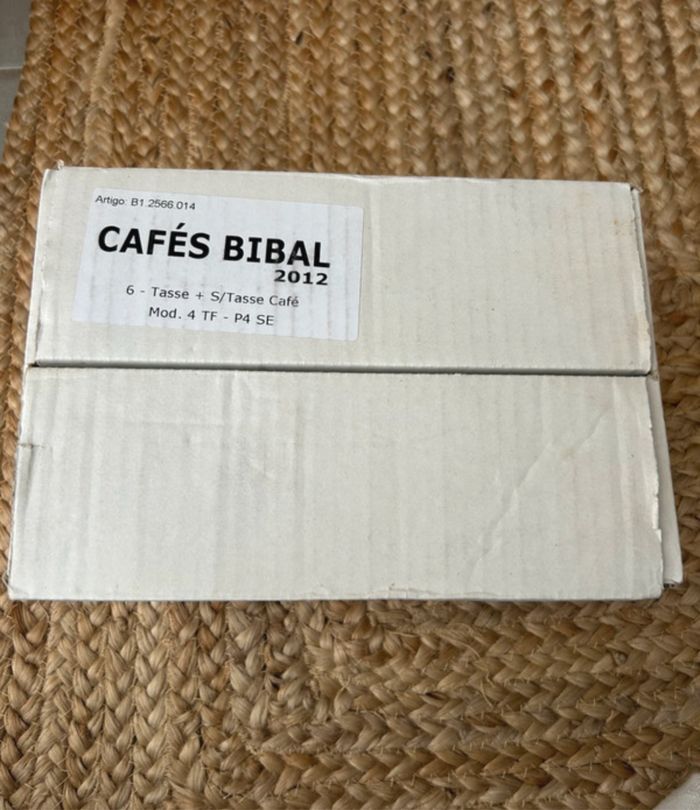 Artigo: B1.2566.014
CAFÉS BIBAL
2012
6 - Tasse + S/Tasse Café
Mod. 4 TF - P4 SE